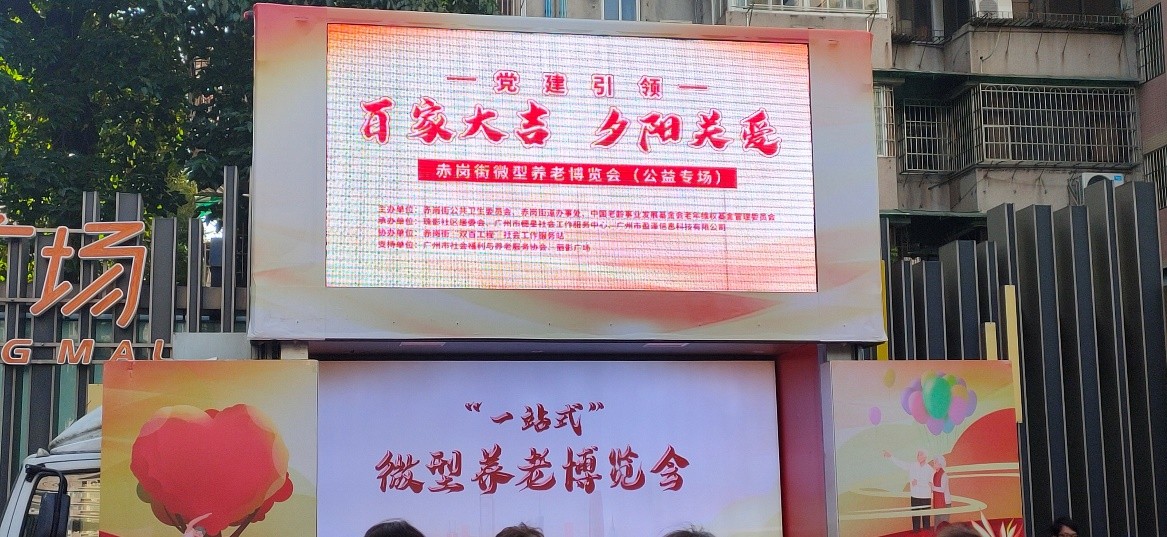 党建引领
百家大吉 夕阳关爱
赤岗街微型养老博览会（公益专场）
主办单位：赤岗街公共卫生委员会、赤岗街道办事处、中国老龄事业发展基金会老年维权基金管理委员会
承办单位：珠影社区居委会、广州市社会工作服务中心、广州市盈泽信息科技有限公司
协办单位：赤岗街“双百工程”社会工作服务站
支持单位：广州市社会福利与养老服务协会、丽影广场
场
G MAL
“一站式”
微型养老博览会